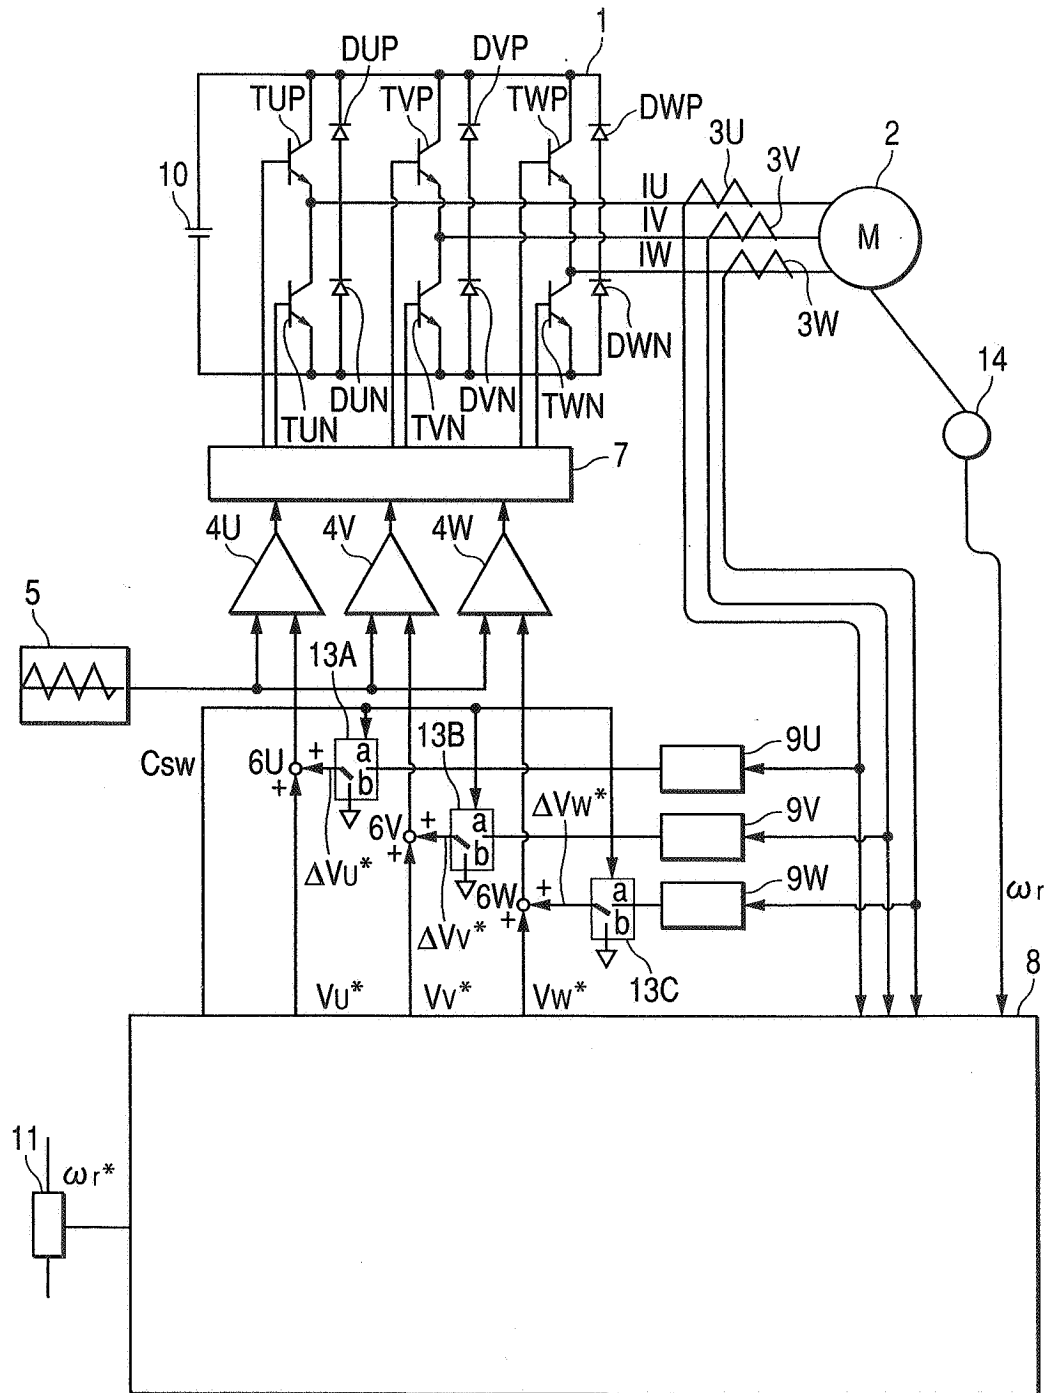 1
DUP
DVP
TUP
TVP
TWP
DWP
3U
3V
2
10
IU
IV
IW
M
3W
DWN
14
DUN
DVN
TWN
TUN
TVN
7
4U
4V
4W
5
13A
13B
Csw
6U
+
+
a
b
9U
ΔVU*
6V
+
+
a
b
ΔVW*
9V
ΔVV*
6W
+
+
a
b
9W
ωr
13C
VU*
VV*
VW*
8
11
ωr*